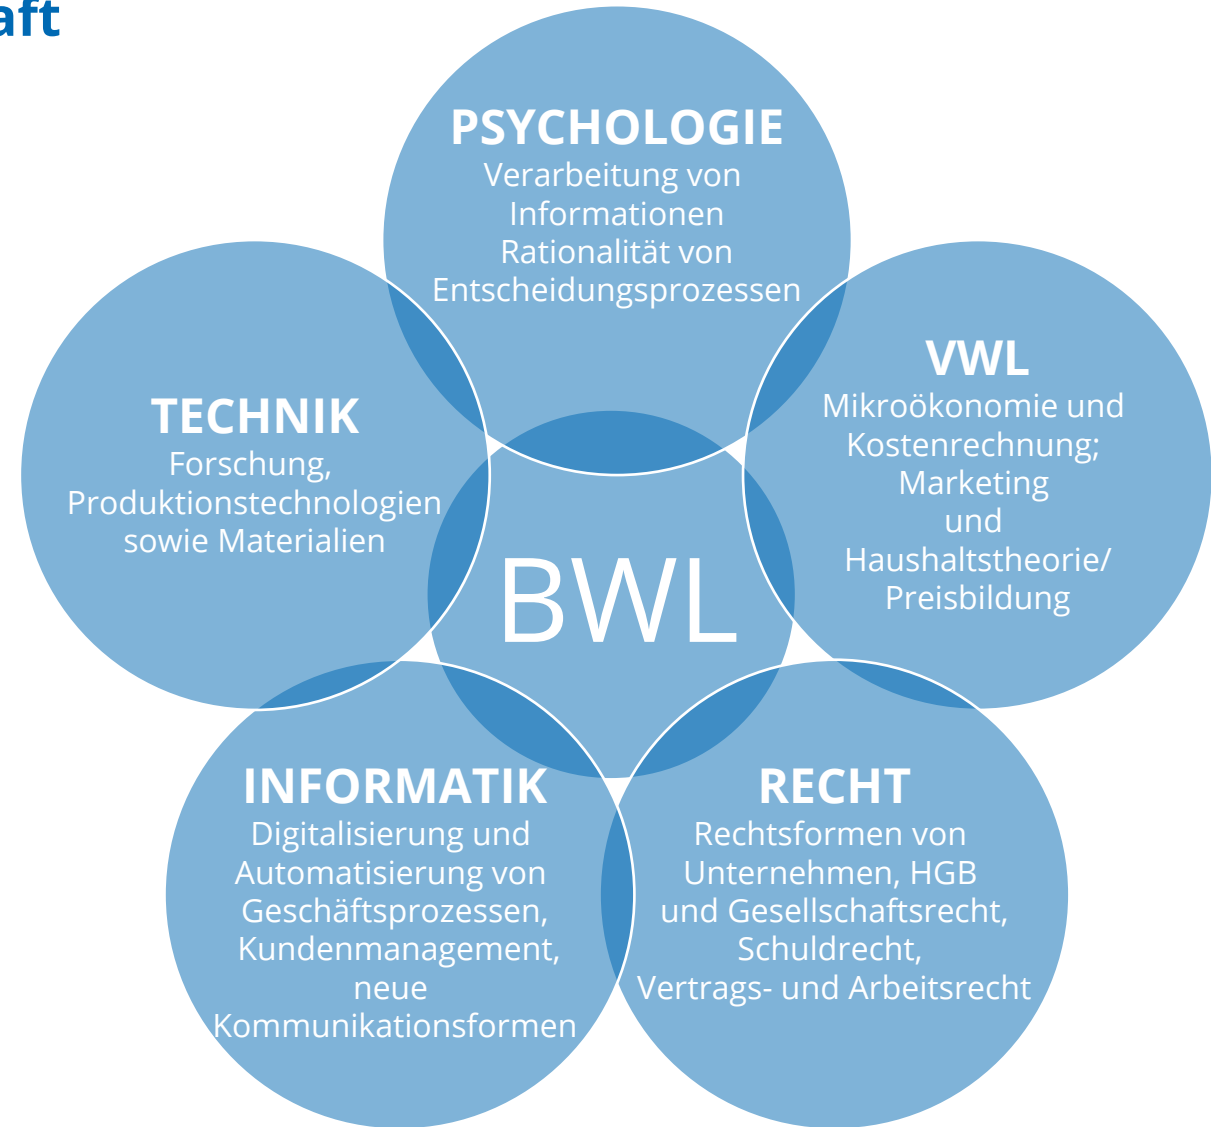 aft
PSYCHOLOGIE
Verarbeitung von
Informationen
Rationalität von
Entscheidungsprozessen
VWL
Mikroökonomie und
Kostenrechnung;
Marketing
und
Haushaltstheorie/
Preisbildung
TECHNIK
Forschung,
Produktionstechnologien
sowie Materialien
BWL
INFORMATIK
Digitalisierung und
Automatisierung von
Geschäftsprozessen,
Kundenmanagement,
neue
Kommunikationsformen
RECHT
Rechtsformen von
Unternehmen, HGB
und Gesellschaftsrecht,
Schuldrecht,
Vertrags- und Arbeitsrecht